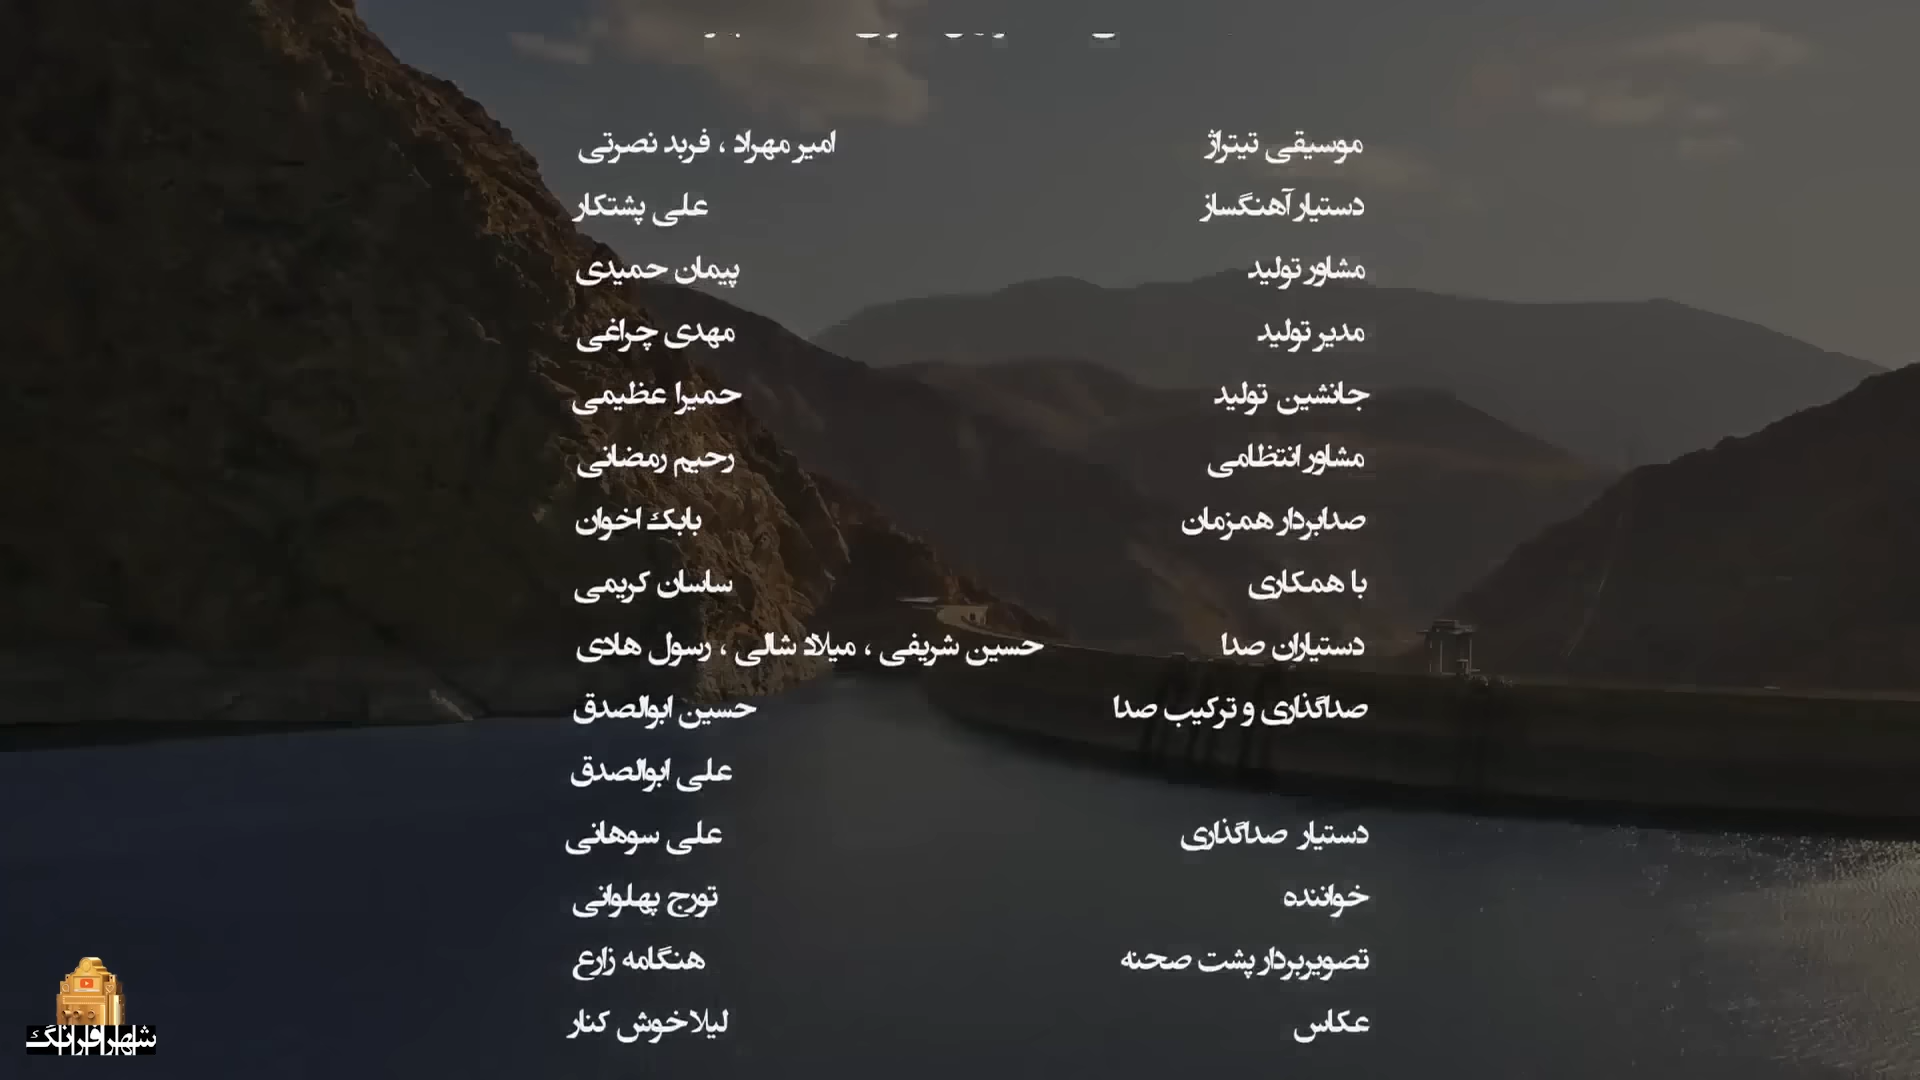 موسیقی تیتراژ امیر مهراد ، فربد نصرتی
دستیار آهنگساز علی پشتکار
مشاور تولید پیمان حمیدی
مدیر تولید مهدی چراغی
جانشین تولید حمیرا عظیمی
مشاور انتظامی رحیم رمضانی
صدابردار همزمان بابک اخوان
با همکاری ساسان کریمی
دستیاران صدا حسین شریفی ، میلاد شالی ، رسول هادی
صداگذاری و ترکیب صدا حسین ابوالصدق
علی ابوالصدق
دستیار صداگذاری علی سوهانی
خواننده تورج پهلوانی
تصویربردار پشت صحنه هنگامه زارع
عکاس لیلا خوش کنار
شهر فرنگ